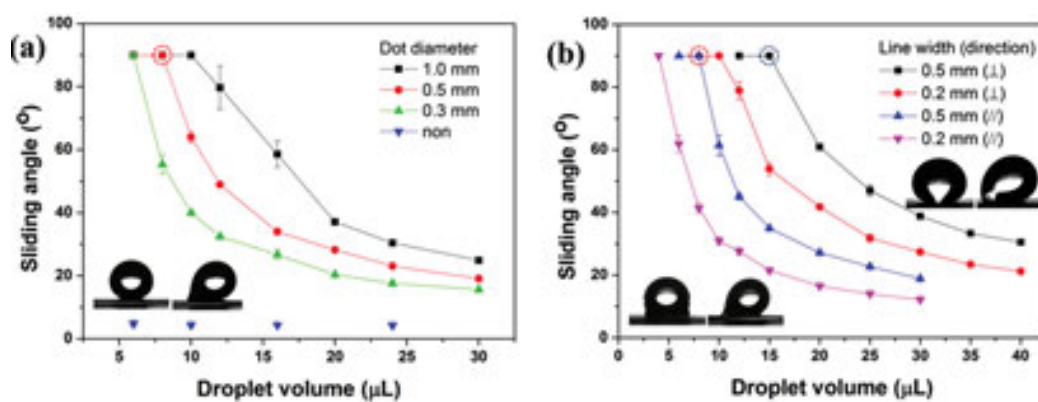 (a)
100
80
60
40
20
0
Sliding angle (°)
5 10 15 20 25 30
Droplet volume (μL)
Dot diameter
1.0 mm
0.5 mm
0.3 mm
non
(b)
100
80
60
40
20
0
Sliding angle (°)
0 5 10 15 20 25 30 35 40
Droplet volume (μL)
Line width (direction)
0.5 mm (⊥)
0.2 mm (⊥)
0.5 mm (//)
0.2 mm (//)